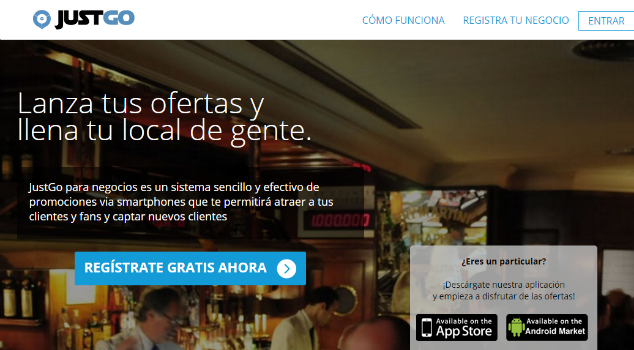 JUSTGO
CÓMO FUNCIONA
REGISTRA TU NEGOCIO
ENTRAR
Lanza tus ofertas y
llena tu local de gente.
JustGo para negocios es un sistema sencillo y efectivo de
promociones via smartphones que te permitirá atraer a tus
clientes y fans y captar nuevos clientes
1.000.000
REGÍSTRATE GRATIS AHORA
¿Eres un particular?
¡Descárgate nuestra aplicación
y empieza a disfrutar de las ofertas!
Available on the
App Store
Available on the
Android Market